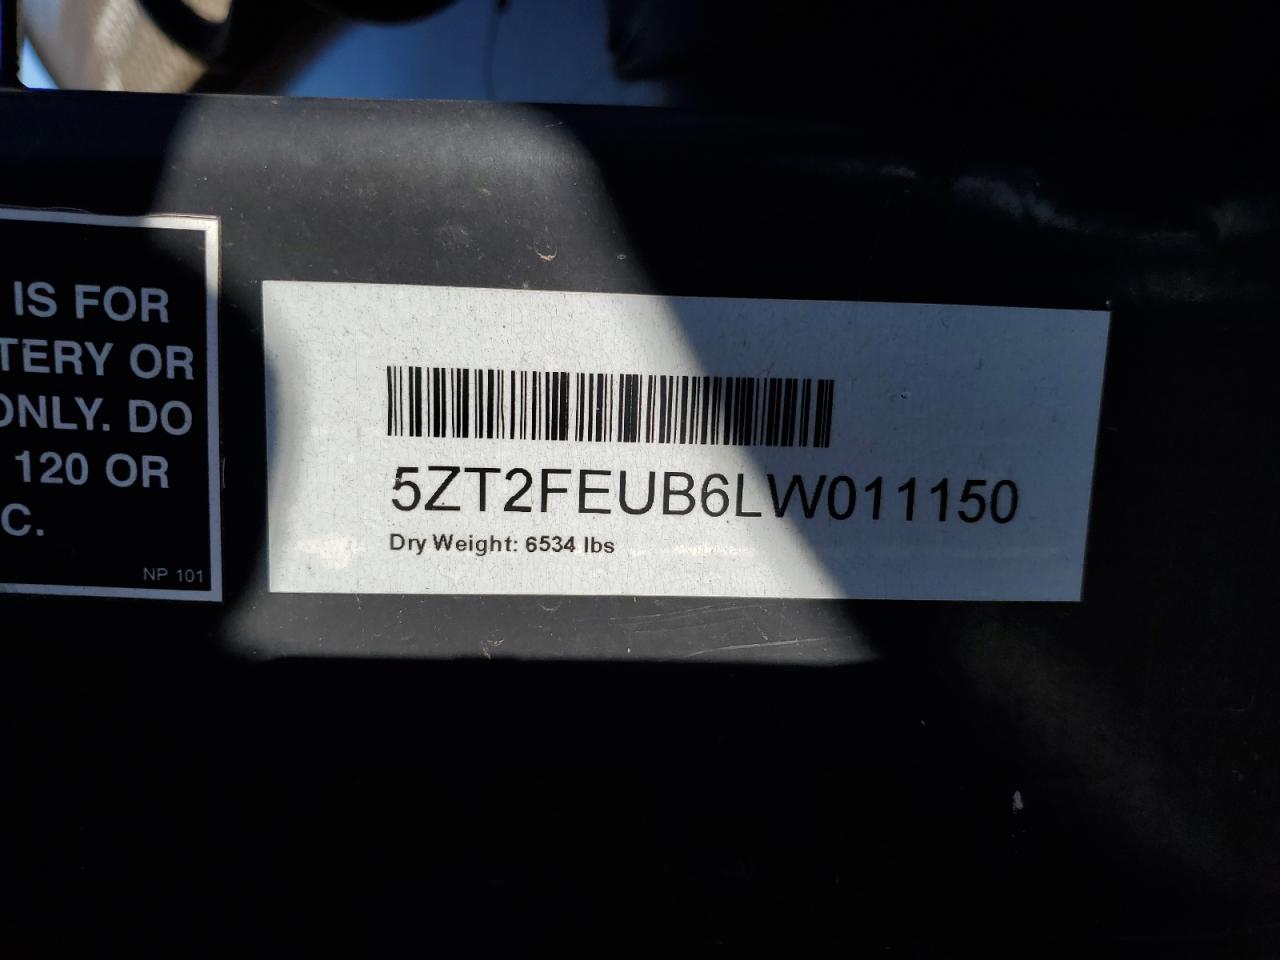 IS FOR
TERY OR
ONLY. DO
120 OR
C.
NP 101
5ZT2FEUB6LW011150
Dry Weight: 6534 lbs